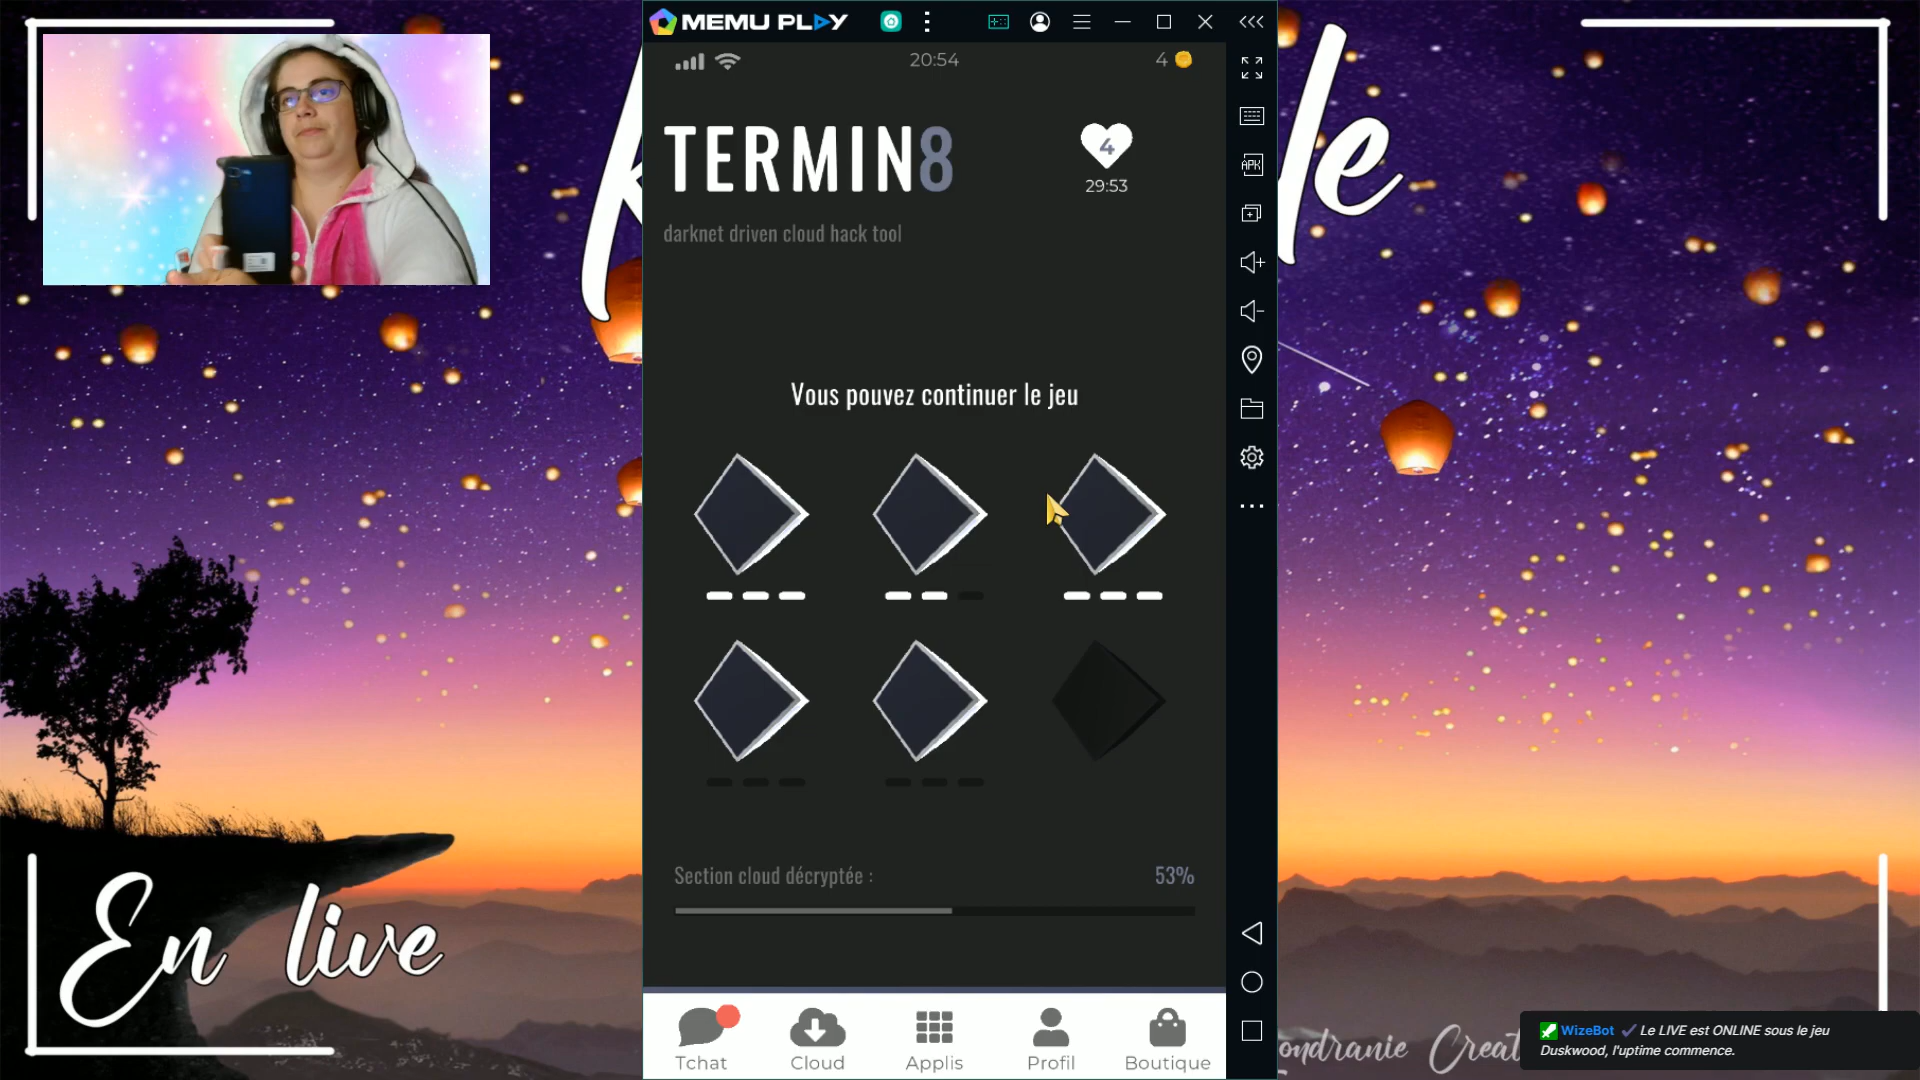 MEMU PLAY
20:54
4
TERMIN8
4
29:53
darknet driven cloud hack tool
Vous pouvez continuer le jeu
Section cloud décryptée :
53%
Tchat
Cloud
Applis
Profil
Boutique
APK
le
En live
WizeBot Le LIVE est ONLINE sous le jeu
Duskwood, l'uptime commence.